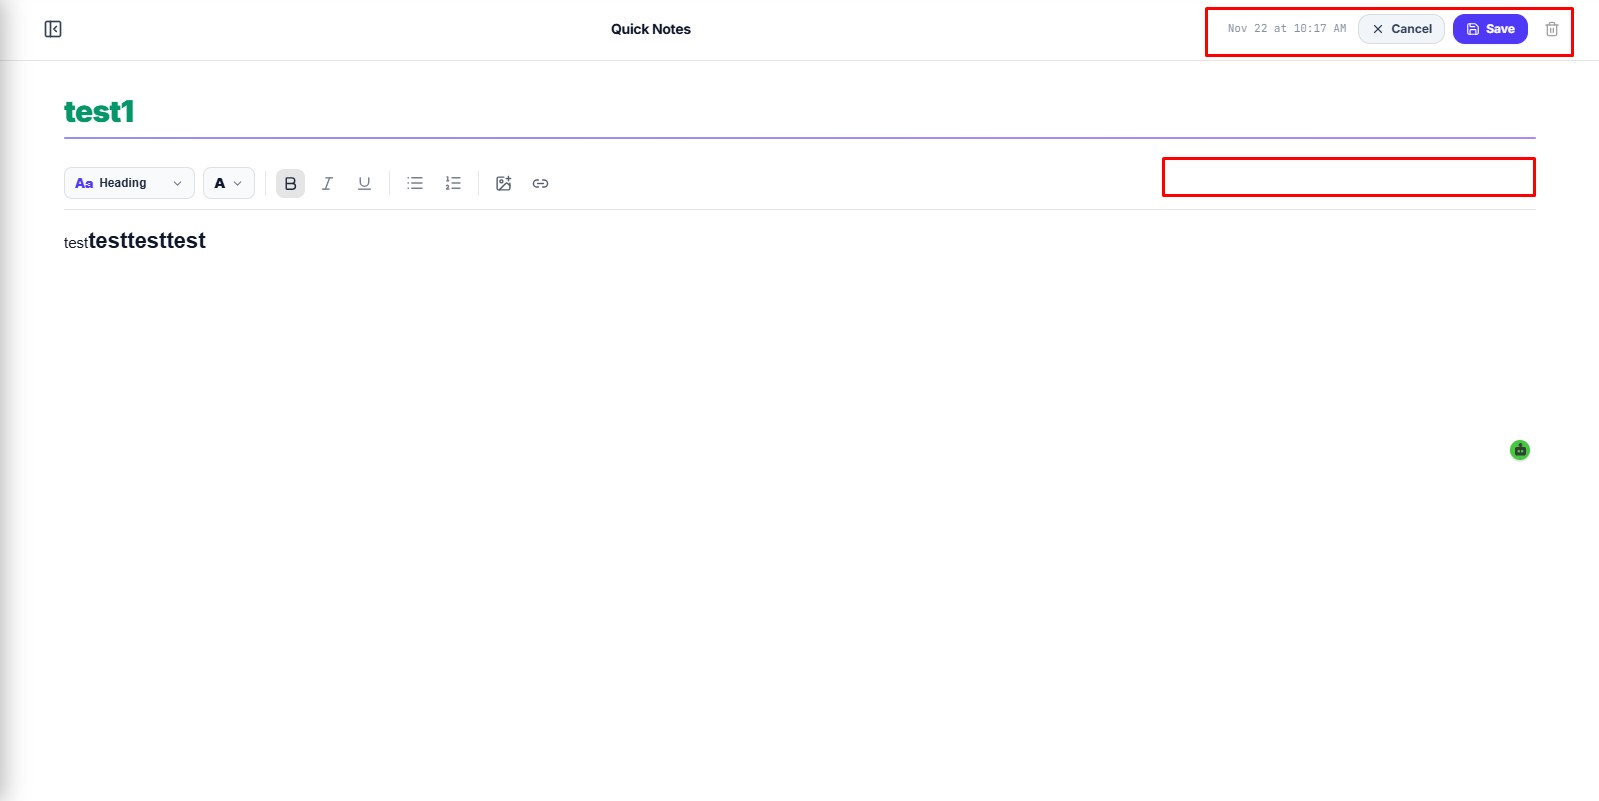 Quick Notes
Nov 22 at 10:17 AM
Cancel
Save
test1
Aa Heading
A
B I U
testtesttesttest